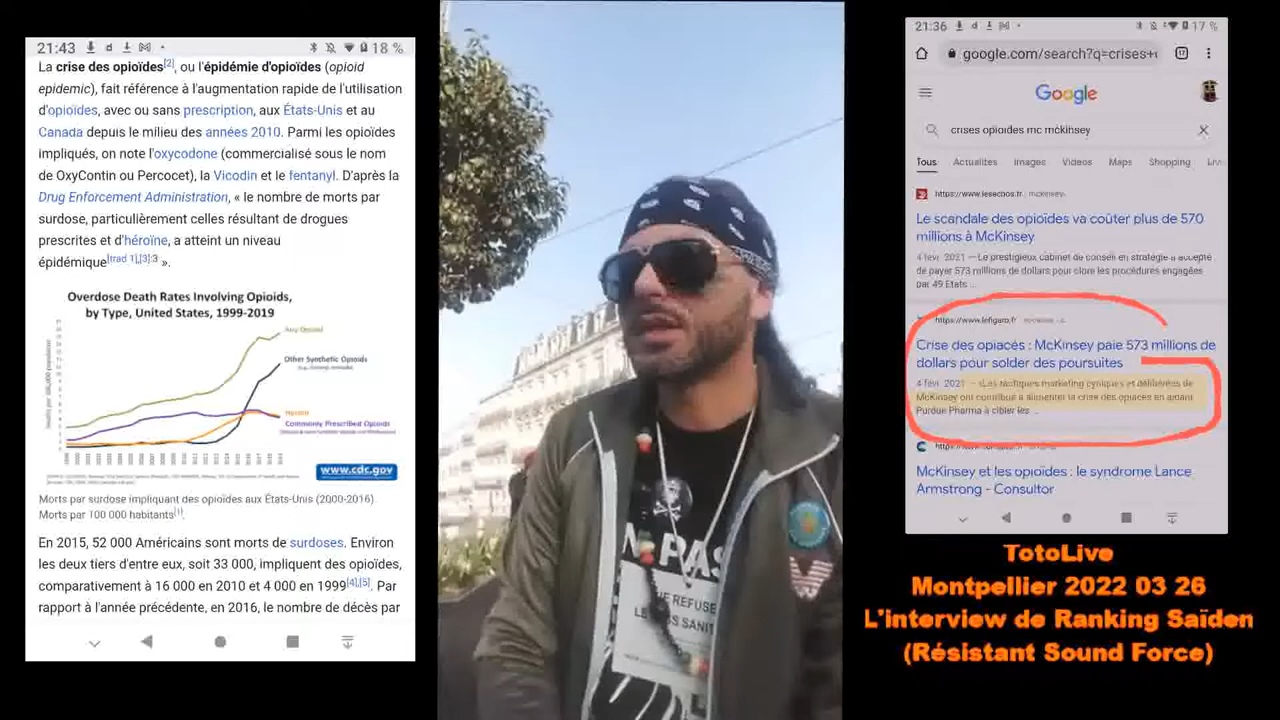 21:43
18 %
La crise des opioïdes[2], ou l'épidémie d'opioïdes (opioid
epidemic), fait référence à l'augmentation rapide de l'utilisation
d'opioïdes, avec ou sans prescription, aux États-Unis et au
Canada depuis le milieu des années 2010. Parmi les opioïdes
impliqués, on note l'oxycodone (commercialisé sous le nom
de OxyContin ou Percocet), la Vicodin et le fentanyl. D'après la
Drug Enforcement Administration, « le nombre de morts par
surdose, particulièrement celles résultant de drogues
prescrites et d'héroïne, a atteint un niveau
épidémique[trad 1],[3]:3 ».
Overdose Death Rates Involving Opioids,
by Type, United States, 1999-2019
Any Opioid
Other Synthetic Opioids
Heroin
Commonly Prescribed Opioids
www.cdc.gov
Morts par surdose impliquant des opioïdes aux États-Unis (2000-2016).
Morts par 100 000 habitants[1].
En 2015, 52 000 Américains sont morts de surdoses. Environ
les deux tiers d'entre eux, soit 33 000, impliquent des opioïdes,
comparativement à 16 000 en 2010 et 4 000 en 1999[4],[5]. Par
rapport à l'année précédente, en 2016, le nombre de décès par
PAS
JE REFUSE
LE PASS SANIT
21:36
17 %
google.com/search?q=crises+
Google
crises opioides mc mckinsey
Tous Actualités Images Videos Maps Shopping
https://www.lesechos.fr › mckinsey
Le scandale des opioïdes va coûter plus de 570
millions à McKinsey
4 févr. 2021 — Le prestigieux cabinet de conseil en stratégie a accepté
de payer 573 millions de dollars pour clore les procédures engagées
par 49 Etats ...
https://www.lefigaro.fr
Crise des opiacés : McKinsey paie 573 millions de
dollars pour solder des poursuites
4 févr. 2021 — «Les tactiques marketing cyniques et délibérées de
McKinsey ont contribué à alimenter la crise des opiacés en aidant
Purdue Pharma à cibler les ...
McKinsey et les opioïdes : le syndrome Lance
Armstrong - Consultor
TotoLive
Montpellier 2022 03 26
L'interview de Ranking Saïden
(Résistant Sound Force)